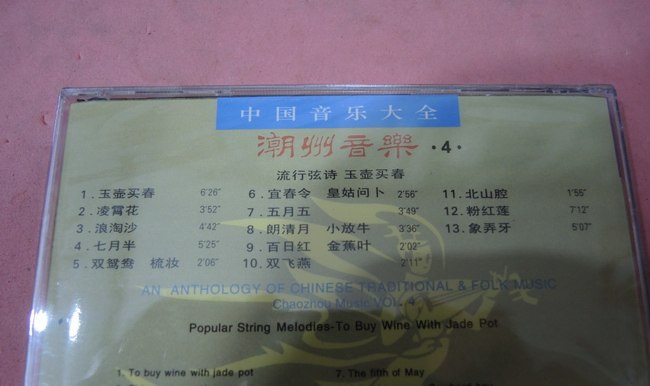 中国音乐大全
潮州音樂 ·4·
流行弦诗 玉壶买春
1．玉壶买春 6'26"
2．凌霄花 3'52"
3．浪淘沙 4'42"
4．七月半 5'25"
5．双鸳鸯 梳妆 2'06"
6．宜春令 皇姑问卜 2'56"
7．五月五 3'49"
8．朗清月 小放牛 3'36"
9．百日红 金蕉叶 2'02"
10．双飞燕 2'11"
11．北山腔 1'56"
12．粉红莲 7'12"
13．象弄牙 5'07"
AN ANTHOLOGY OF CHINESE TRADITIONAL & FOLK MUSIC
Chaozhou Music VOL. 4
Popular String Melodies-To Buy Wine With Jade Pot
1. To buy wine with jade pot
7. The fifth of May